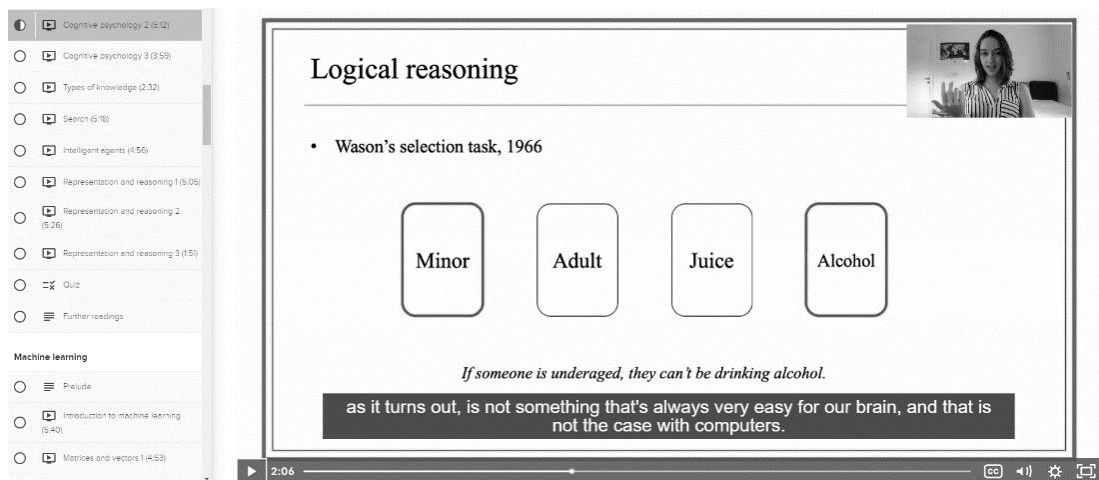 Cognitive psychology 2 (5:12)
Cognitive psychology 3 (3:59)
Types of knowledge (2:32)
Search (5:18)
Intelligent agents (4:56)
Representation and reasoning 1 (5:05)
Representation and reasoning 2
(5:26)
Representation and reasoning 3 (1:51)
Quiz
Further readings
Machine learning
Prelude
Introduction to machine learning
(5:40)
Matrices and vectors 1 (4:53)
Logical reasoning
• Wason's selection task, 1966
Minor
Adult
Juice
Alcohol
If someone is underaged, they can't be drinking alcohol.
as it turns out, is not something that's always very easy for our brain, and that is
not the case with computers.
2:06
CC